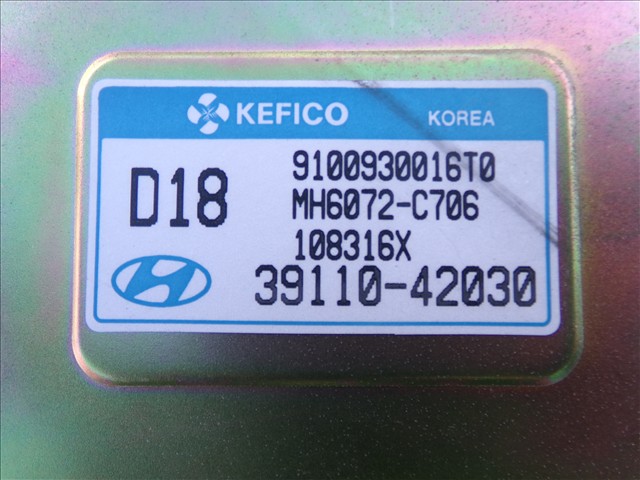 KEFICO KOREA
D18
9100930016T0
MH6072-C706
108316X
39110-42030